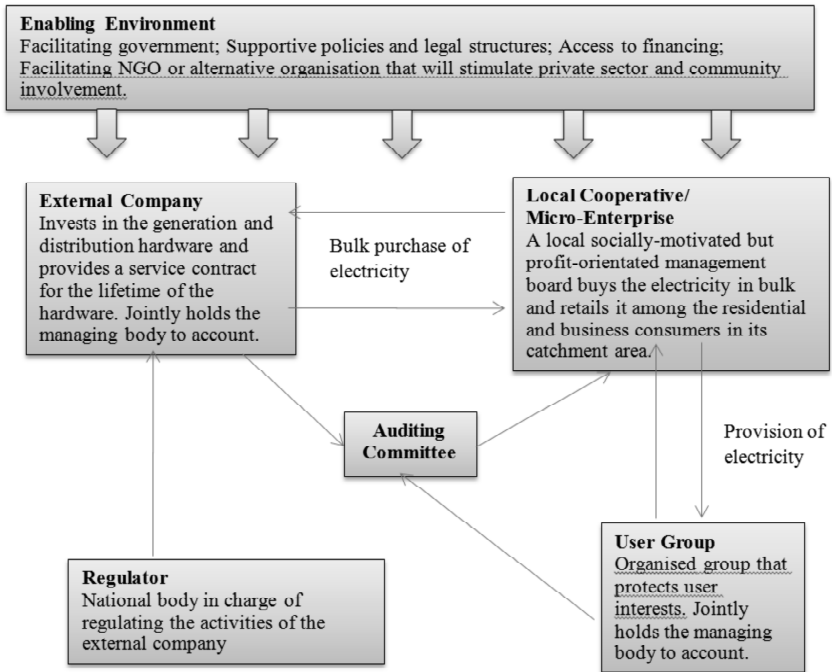 Enabling Environment
Facilitating government; Supportive policies and legal structures; Access to financing;
Facilitating NGO or alternative organisation that will stimulate private sector and community
involvement.
External Company
Invests in the generation and
distribution hardware and
provides a service contract
for the lifetime of the
hardware. Jointly holds the
managing body to account.
Bulk purchase of
electricity
Local Cooperative/
Micro-Enterprise
A local socially-motivated but
profit-orientated management
board buys the electricity in bulk
and retails it among the residential
and business consumers in its
catchment area.
Auditing
Committee
Provision of
electricity
Regulator
National body in charge of
regulating the activities of the
external company
User Group
Organised group that
protects user
interests. Jointly
holds the managing
body to account.